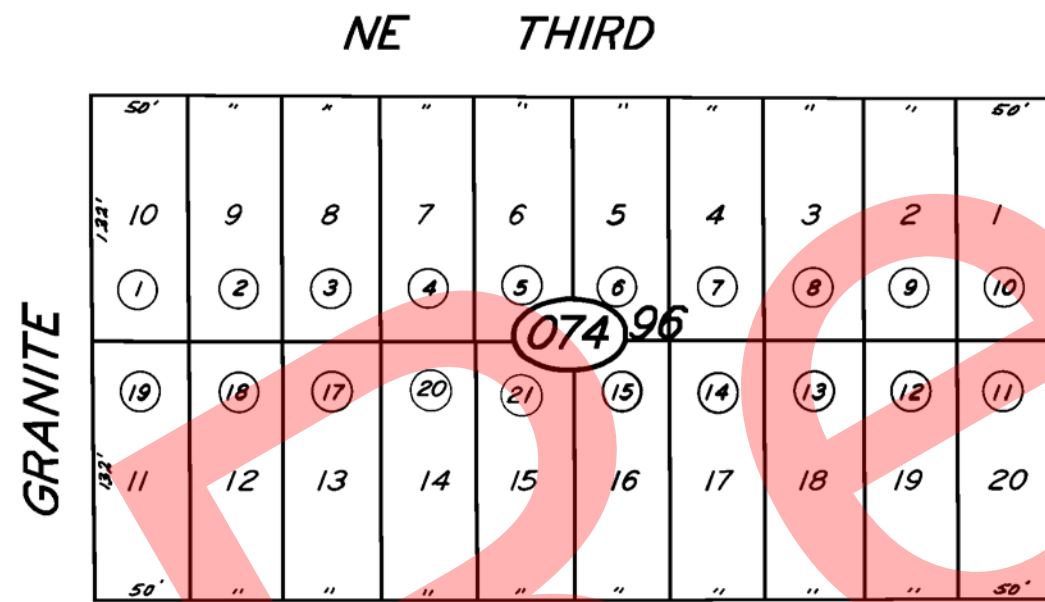 NE THIRD
50' " " " " " " " " 50'
132' 10 9 8 7 6 5 4 3 2 1
1 2 3 4 5 6 7 8 9 10
074 96
GRANITE
19 18 17 20 21 15 14 13 12 11
132' 11 12 13 14 15 16 17 18 19 20
50' " " " " " " " " 50'